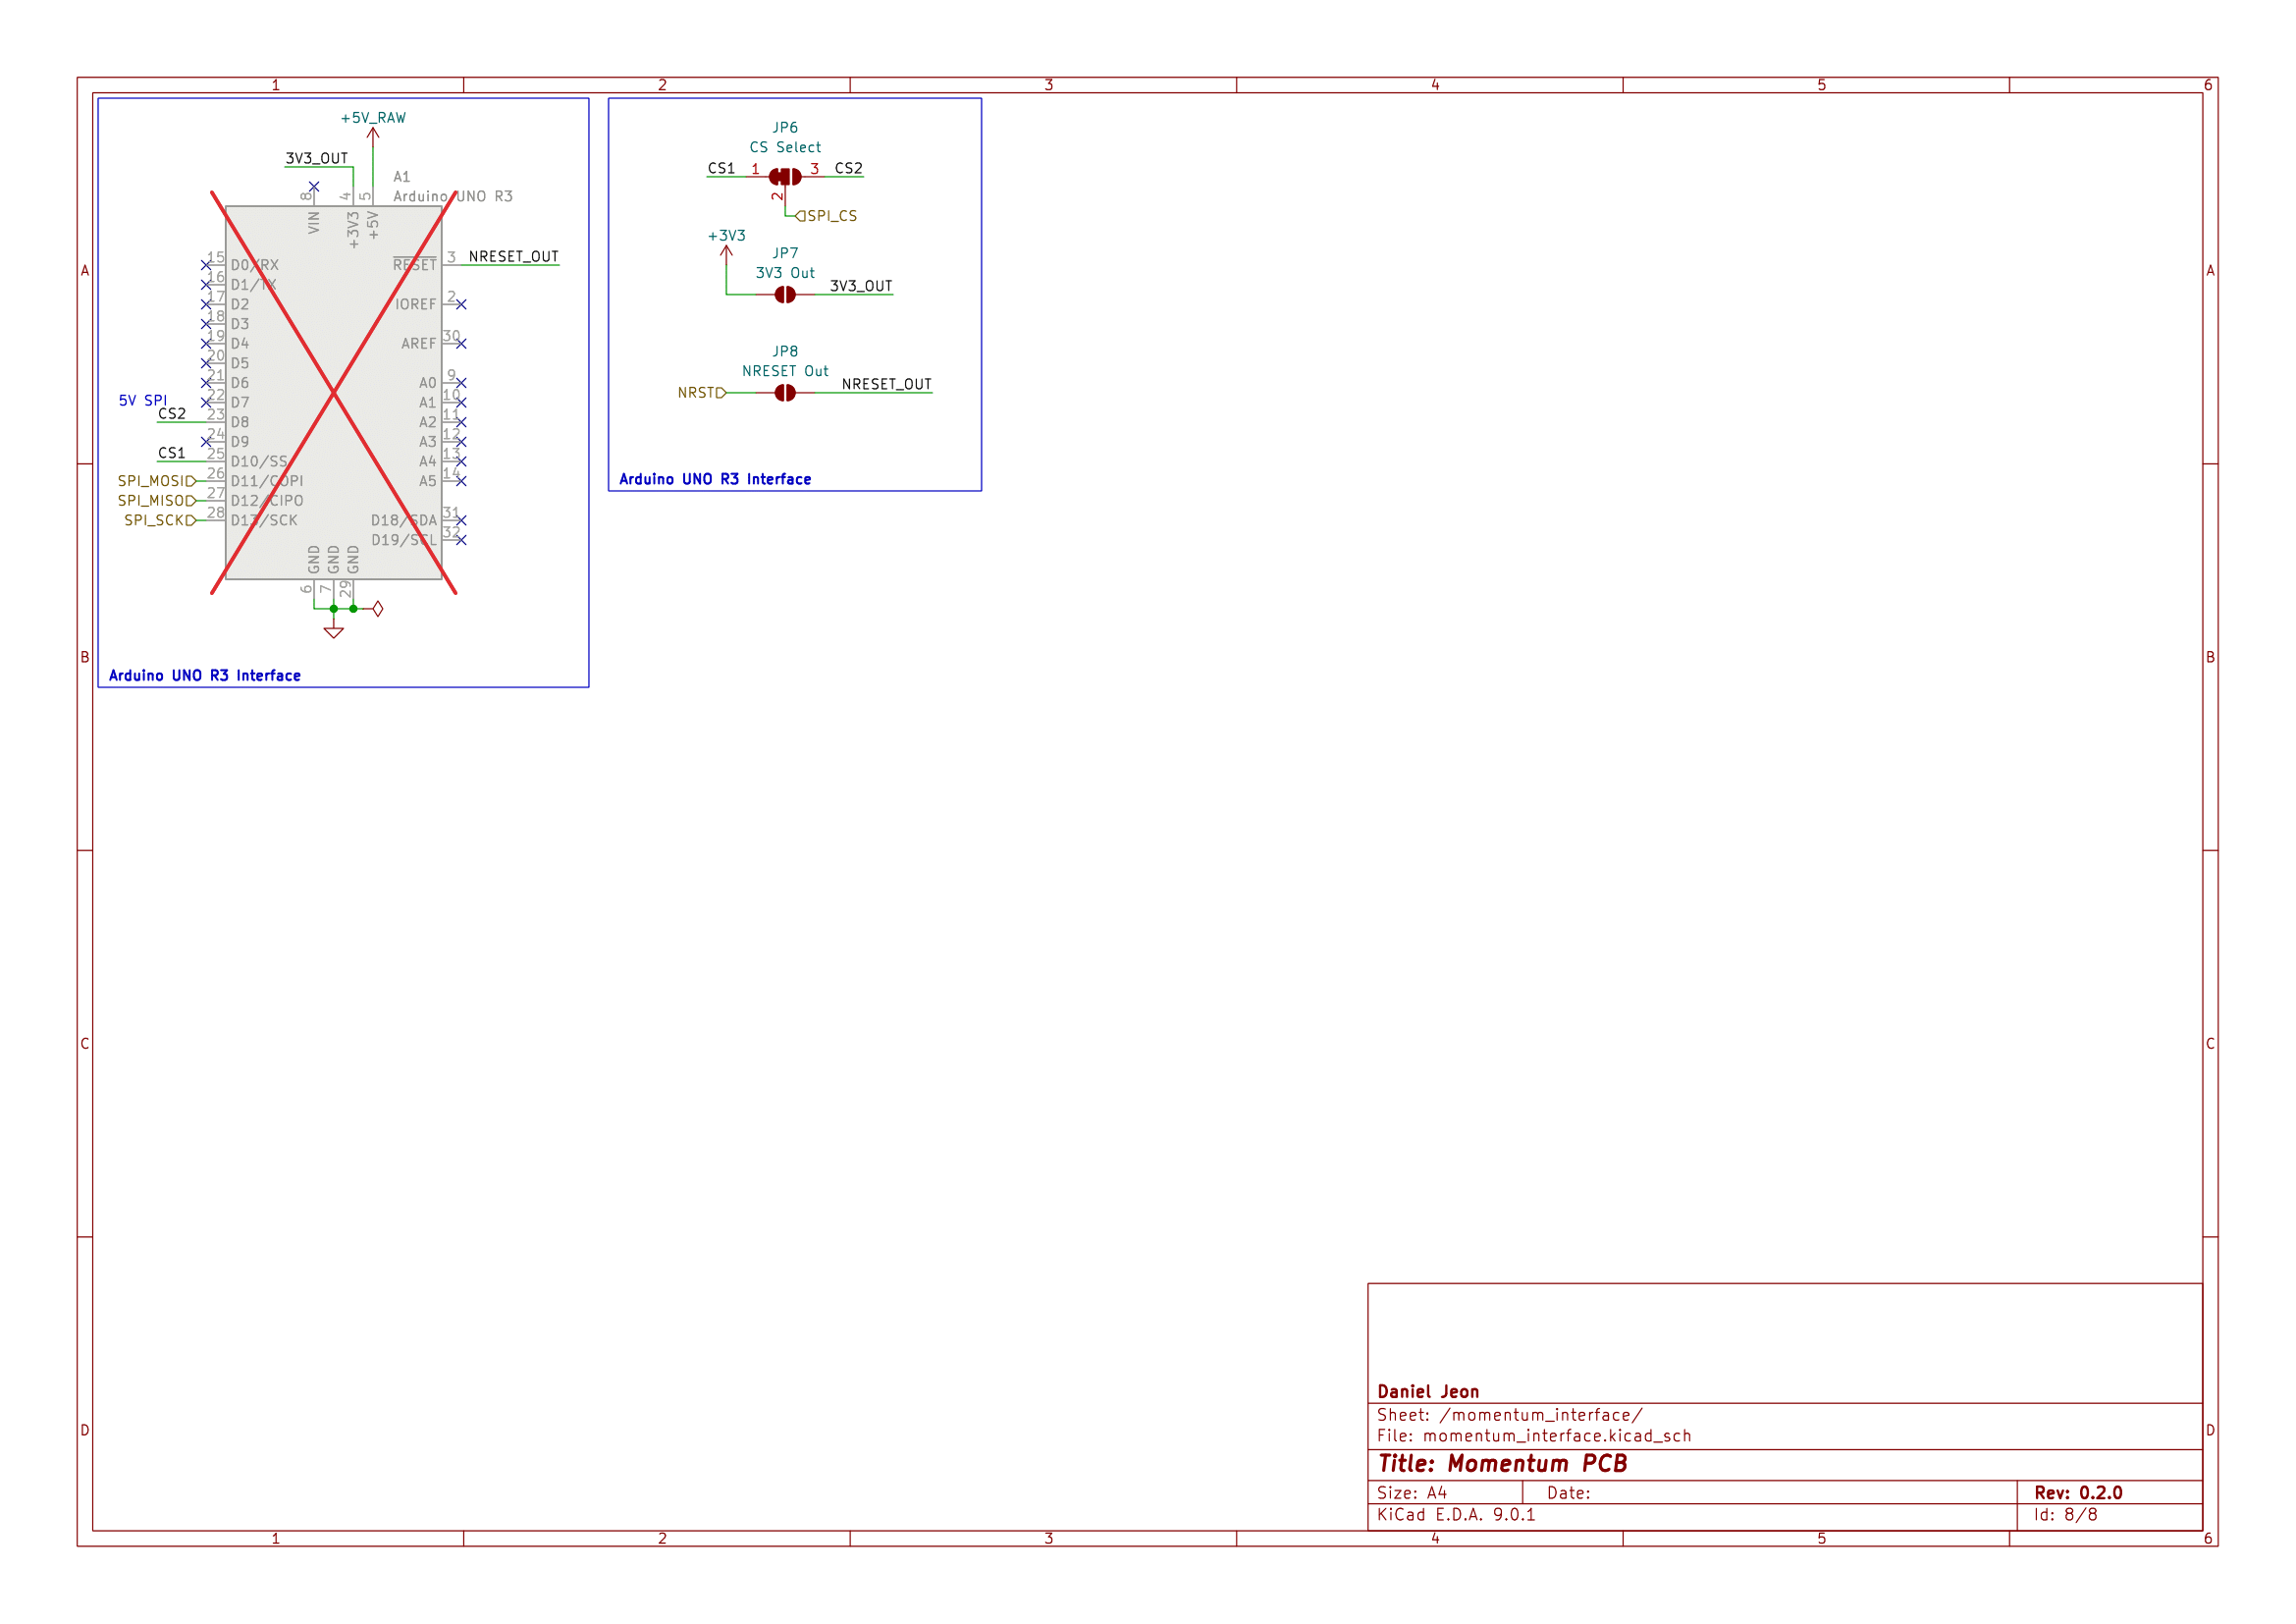 1 2 3 4 5 6
+5V_RAW
3V3_OUT
A1
Arduino UNO R3
8 4 5
VIN +3V3 +5V
15 D0/RX
16 D1/TX
17 D2
18 D3
19 D4
20 D5
21 D6
22 D7
23 D8
24 D9
25 D10/SS
26 D11/COPI
27 D12/CIPO
28 D13/SCK
5V SPI
CS2
CS1
SPI_MOSI
SPI_MISO
SPI_SCK
RESET 3 NRESET_OUT
IOREF 2
AREF 30
A0 9
A1 10
A2 11
A3 12
A4 13
A5 14
D18/SDA 31
D19/SCL 32
GND GND GND
6 7 29
Arduino UNO R3 Interface
JP6
CS Select
CS1 1 3 CS2
2
SPI_CS
+3V3
JP7
3V3 Out
3V3_OUT
JP8
NRESET Out
NRST
NRESET_OUT
Arduino UNO R3 Interface
A A
B B
C C
D D
Daniel Jeon
Sheet: /momentum_interface/
File: momentum_interface.kicad_sch
Title: Momentum PCB
Size: A4 Date: Rev: 0.2.0
KiCad E.D.A. 9.0.1 Id: 8/8
1 2 3 4 5 6